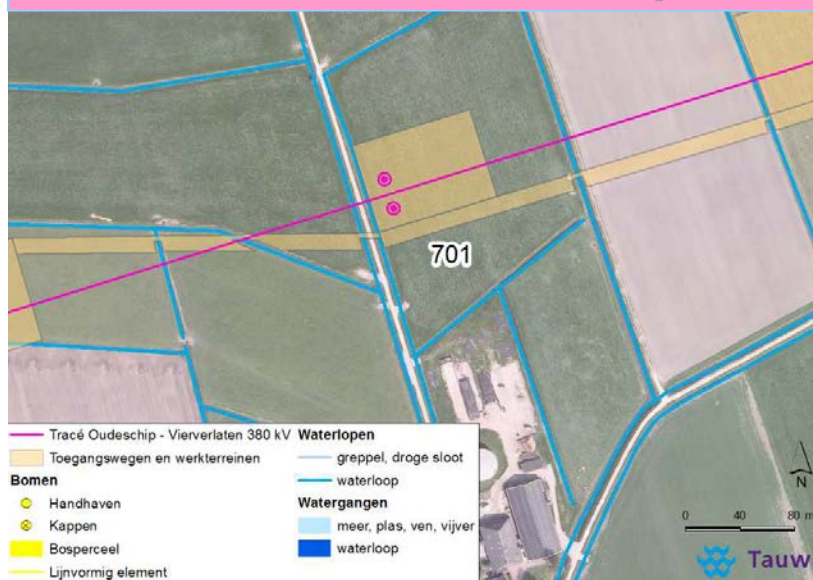 701
Tracé Oudeschip - Vierverlaten 380 kV
Toegangswegen en werkterreinen
Bomen
Handhaven
Kappen
Bosperceel
Lijnvormig element
Waterlopen
greppel, droge sloot
waterloop
Watergangen
meer, plas, ven, vijver
waterloop
N
0 40 80 m
Tauw